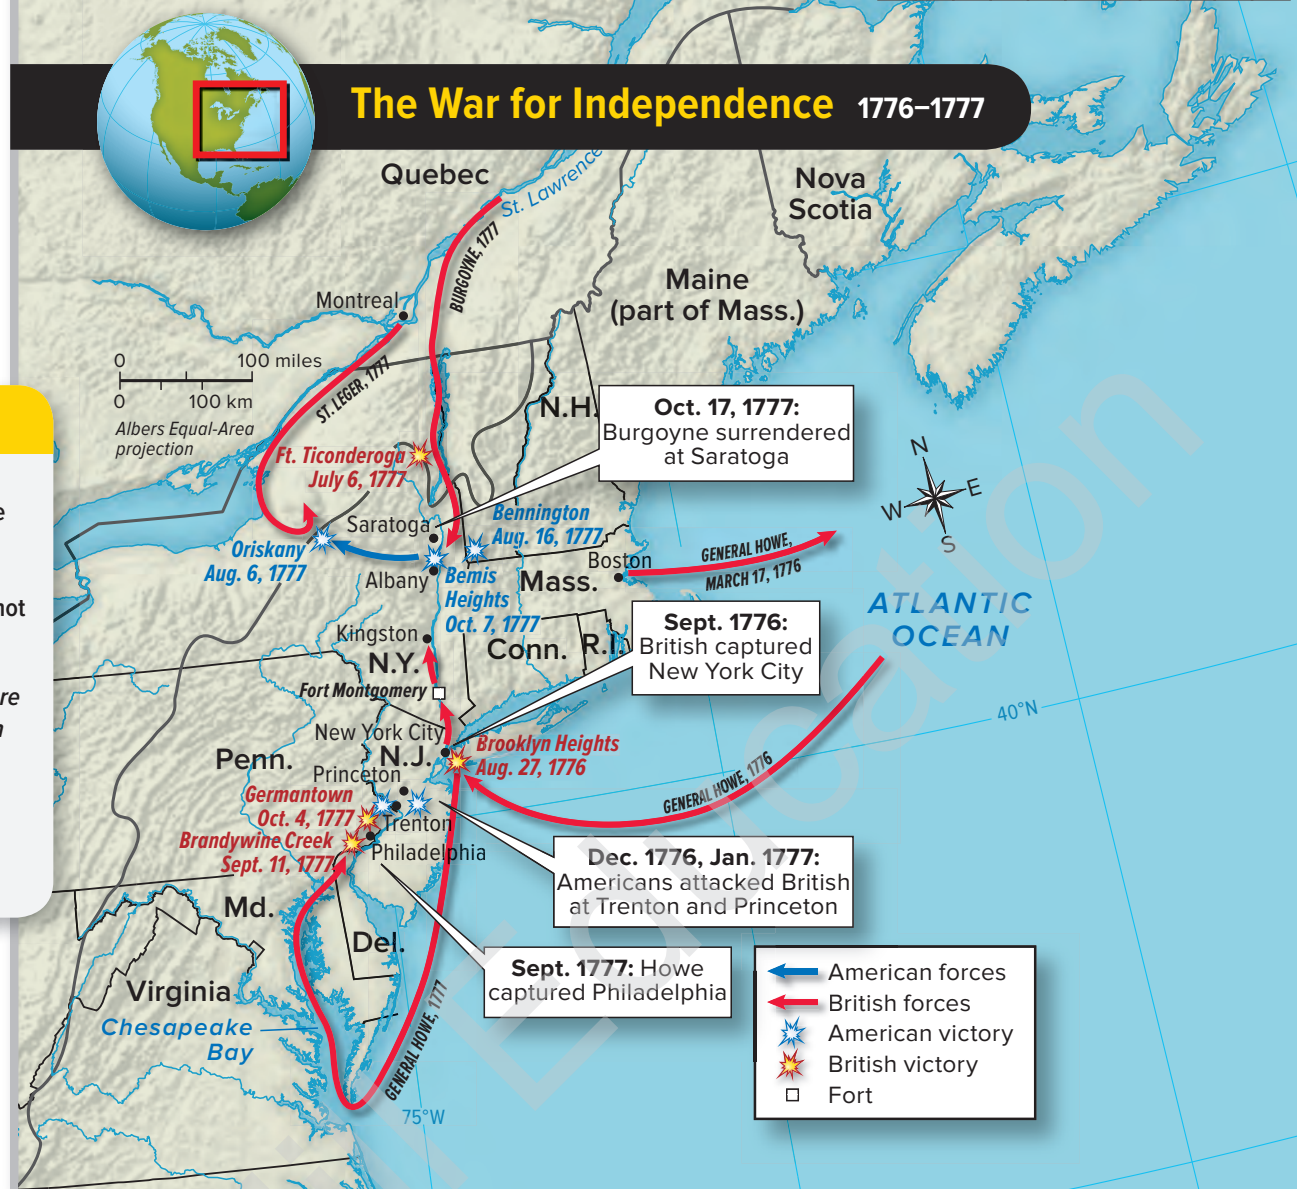 The War for Independence 1776–1777
Quebec
St. Lawrence
Nova
Scotia
Maine
(part of Mass.)
BURGOYNE, 1777
Montreal
0 100 miles
0 100 km
Albers Equal-Area
projection
ST. LEGER, 1777
N.H.
Oct. 17, 1777:
Burgoyne surrendered
at Saratoga
Ft. Ticonderoga
July 6, 1777
N
W E
S
Saratoga
Bennington
Aug. 16, 1777
Oriskany
Aug. 6, 1777
Albany
Bemis
Heights
Oct. 7, 1777
Mass.
Boston
GENERAL HOWE,
MARCH 17, 1776
ATLANTIC
OCEAN
not
re
Kingston
N.Y.
Conn.
R.I.
Sept. 1776:
British captured
New York City
Fort Montgomery
40°N
New York City
N.J.
Brooklyn Heights
Aug. 27, 1776
Penn.
Princeton
GENERAL HOWE, 1776
Germantown
Oct. 4, 1777
Trenton
Brandywine Creek
Sept. 11, 1777
Philadelphia
Dec. 1776, Jan. 1777:
Americans attacked British
at Trenton and Princeton
Md.
Del.
Sept. 1777: Howe
captured Philadelphia
Virginia
Chesapeake
Bay
GENERAL HOWE, 1777
75°W
American forces
British forces
American victory
British victory
Fort
Education